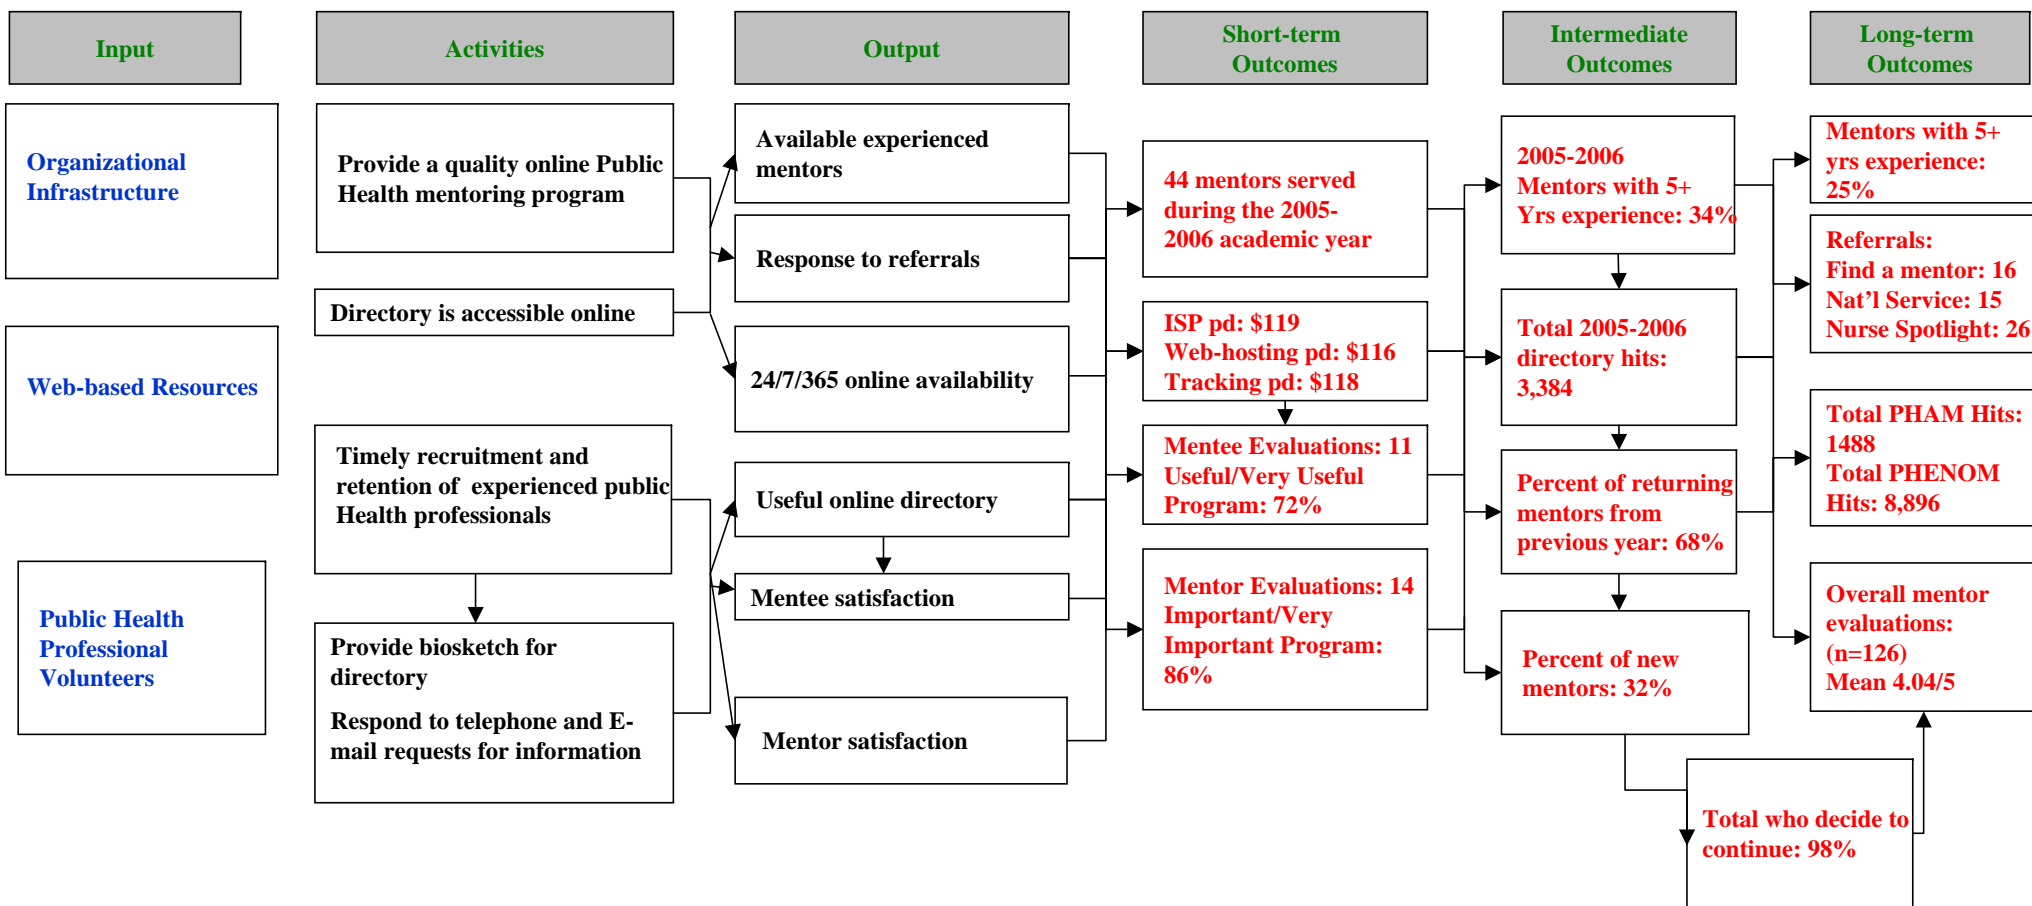 Input
Activities
Output
Short-term
Outcomes
Intermediate
Outcomes
Long-term
Outcomes
Organizational
Infrastructure
Web-based Resources
Public Health
Professional
Volunteers
Provide a quality online Public
Health mentoring program
Directory is accessible online
Timely recruitment and
retention of experienced public
Health professionals
Provide biosketch for
directory
Respond to telephone and E-
mail requests for information
Available experienced
mentors
Response to referrals
24/7/365 online availability
Useful online directory
Mentee satisfaction
Mentor satisfaction
44 mentors served
during the 2005-
2006 academic year
ISP pd: $119
Web-hosting pd: $116
Tracking pd: $118
Mentee Evaluations: 11
Useful/Very Useful
Program: 72%
Mentor Evaluations: 14
Important/Very
Important Program:
86%
2005-2006
Mentors with 5+
Yrs experience: 34%
Total 2005-2006
directory hits:
3,384
Percent of returning
mentors from
previous year: 68%
Percent of new
mentors: 32%
Total who decide to
continue: 98%
Mentors with 5+
yrs experience:
25%
Referrals:
Find a mentor: 16
Nat’l Service: 15
Nurse Spotlight: 26
Total PHAM Hits:
1488
Total PHENOM
Hits: 8,896
Overall mentor
evaluations:
(n=126)
Mean 4.04/5